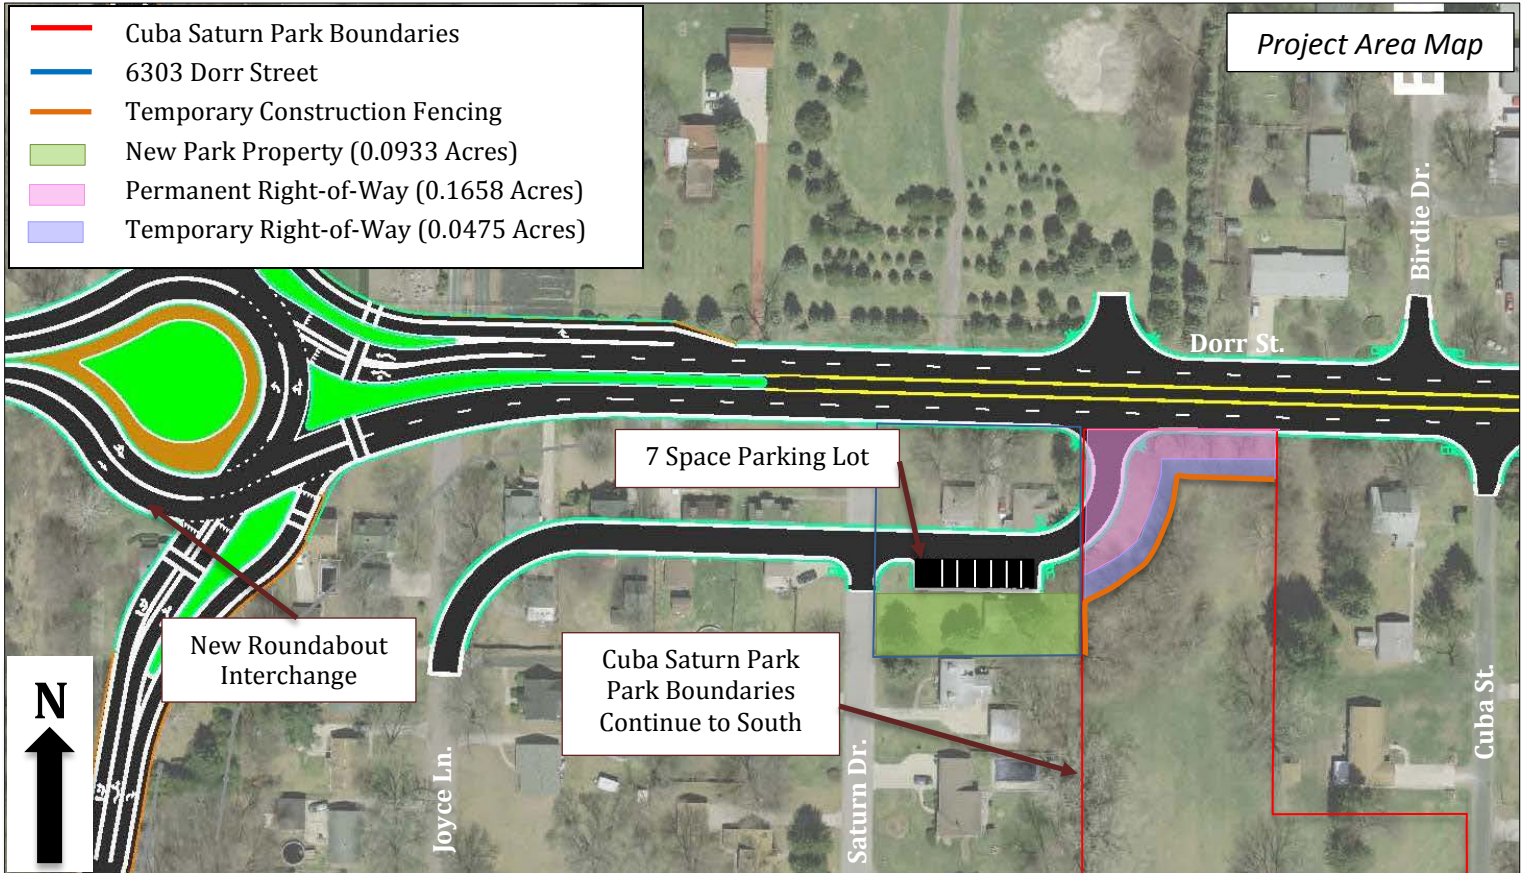 Cuba Saturn Park Boundaries
6303 Dorr Street
Temporary Construction Fencing
New Park Property (0.0933 Acres)
Permanent Right-of-Way (0.1658 Acres)
Temporary Right-of-Way (0.0475 Acres)
Project Area Map
Birdie Dr.
Dorr St.
7 Space Parking Lot
New Roundabout
Interchange
Cuba Saturn Park
Park Boundaries
Continue to South
N
Joyce Ln.
Saturn Dr.
Cuba St.